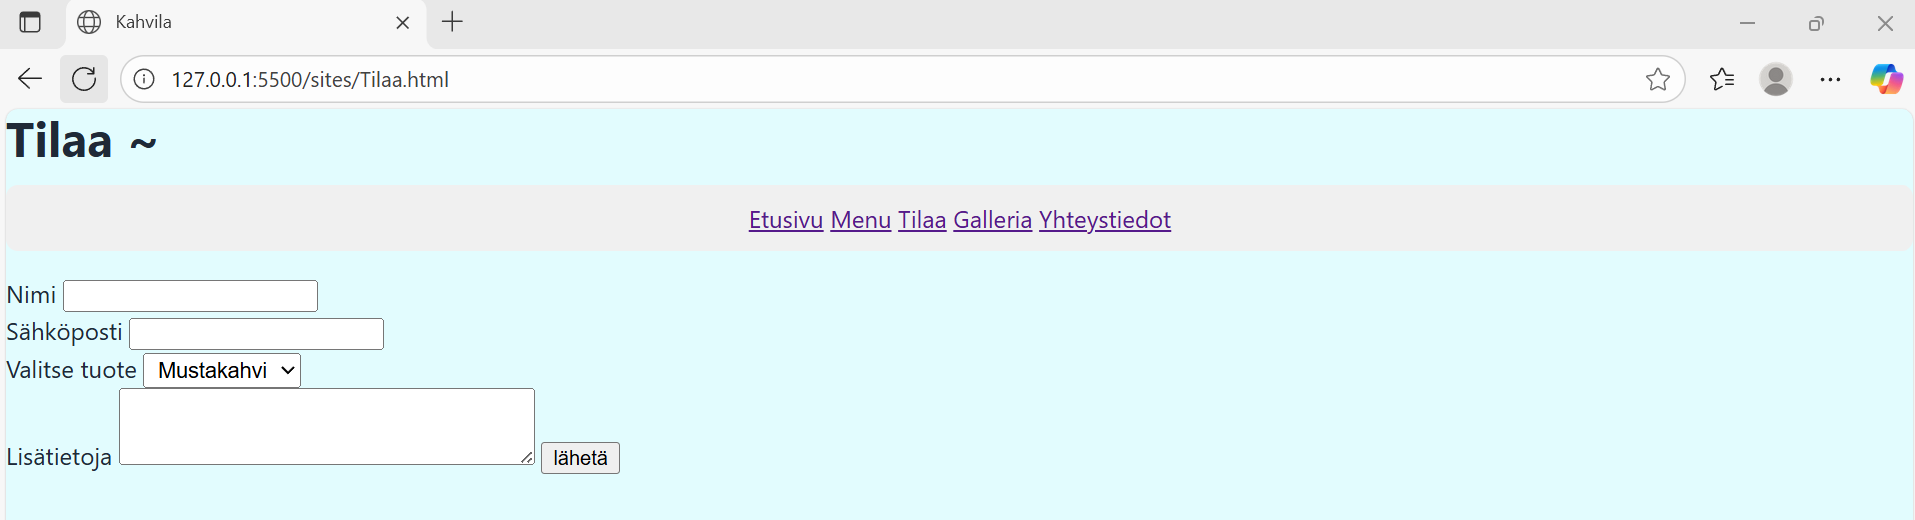 Kahvila
127.0.0.1:5500/sites/Tilaa.html
Tilaa ~
Etusivu Menu Tilaa Galleria Yhteystiedot
Nimi
Sähköposti
Valitse tuote Mustakahvi
Lisätietoja lähetä